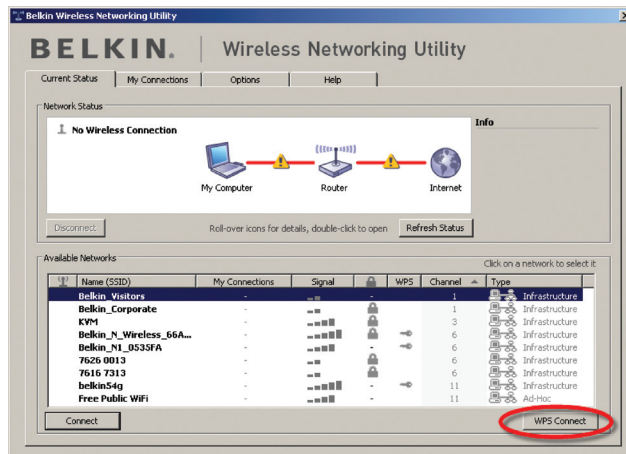 Belkin Wireless Networking Utility
BELKIN. | Wireless Networking Utility
Current Status My Connections Options Help
Network Status
No Wireless Connection
Info
My Computer Router Internet
Disconnect Roll-over icons for details, double-click to open Refresh Status
Available Networks
Click on a network to select it
Name (SSID) My Connections Signal WPS Channel Type
Belkin_Visitors - - 1 Infrastructure
Belkin_Corporate - 1 Infrastructure
KVM - 3 Infrastructure
Belkin_N_Wireless_66A... - 6 Infrastructure
Belkin_N1_0535FA - - 6 Infrastructure
7626 0013 - 6 Infrastructure
7616 7313 - 6 Infrastructure
belkin54g - - 11 Infrastructure
Free Public WiFi - - 11 Ad-Hoc
Connect WPS Connect